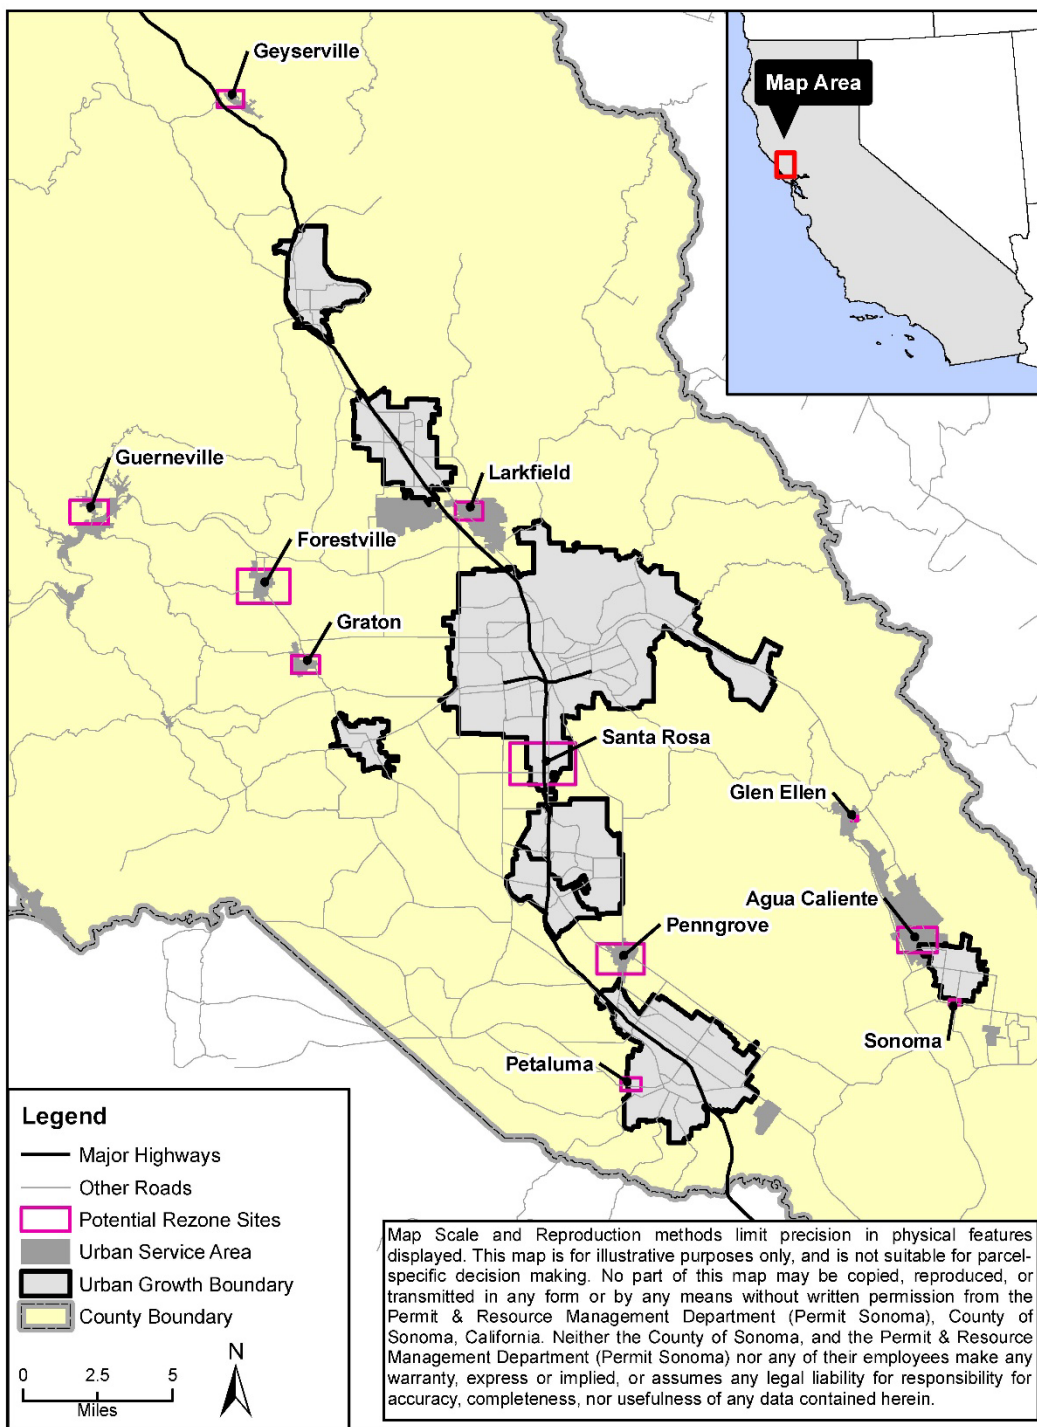 Geyserville
Map Area
Guerneville
Larkfield
Forestville
Graton
Santa Rosa
Glen Ellen
Agua Caliente
Penngrove
Sonoma
Petaluma
Legend
Major Highways
Other Roads
Potential Rezone Sites
Urban Service Area
Urban Growth Boundary
County Boundary
0 2.5 5
Miles
N
Map Scale and Reproduction methods limit precision in physical features
displayed. This map is for illustrative purposes only, and is not suitable for parcel-
specific decision making. No part of this map may be copied, reproduced, or
transmitted in any form or by any means without written permission from the
Permit & Resource Management Department (Permit Sonoma), County of
Sonoma, California. Neither the County of Sonoma, and the Permit & Resource
Management Department (Permit Sonoma) nor any of their employees make any
warranty, express or implied, or assumes any legal liability for responsibility for
accuracy, completeness, nor usefulness of any data contained herein.